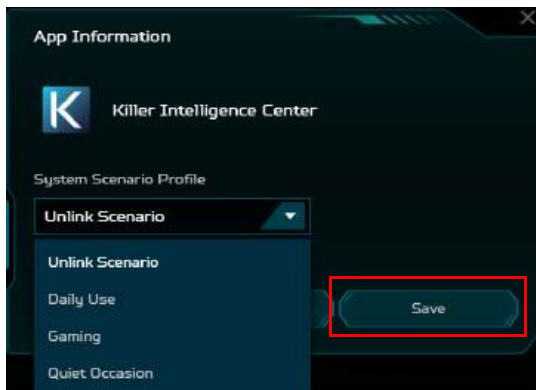 App Information
K
Killer Intelligence Center
System Scenario Profile
Unlink Scenario
Unlink Scenario
Daily Use
Save
Gaming
Quiet Occasion